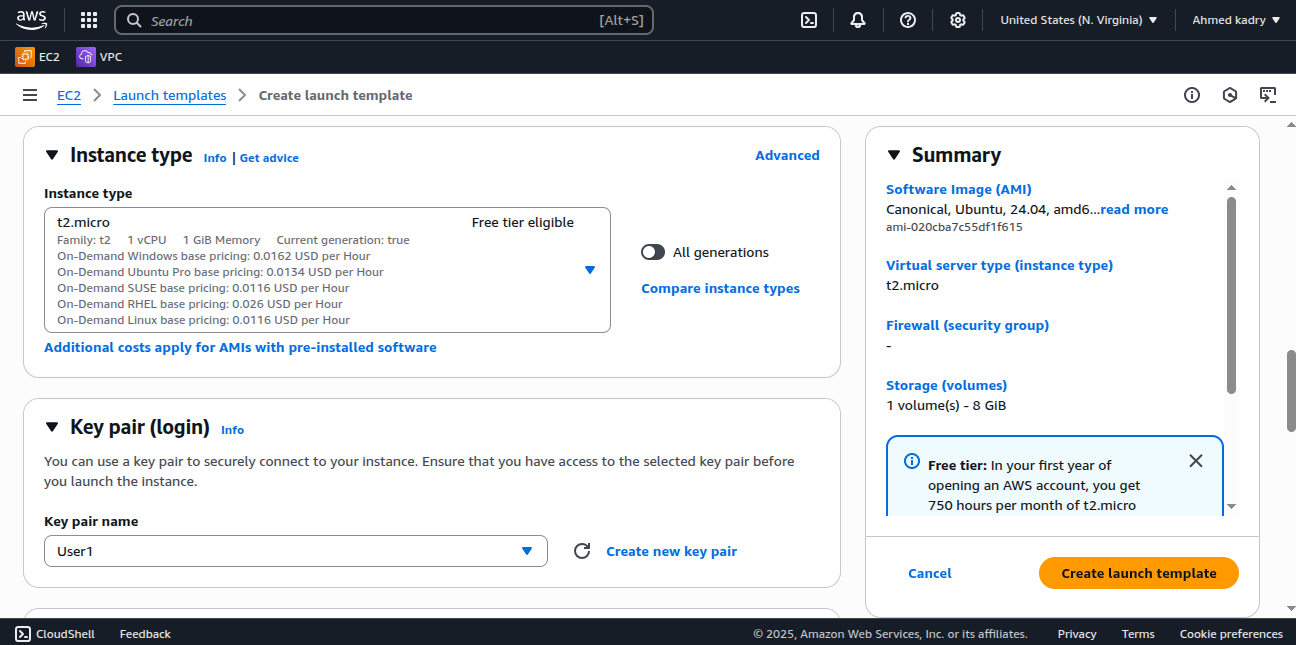 aws
Search [Alt+S]
United States (N. Virginia)
Ahmed kadry
EC2
VPC
EC2 > Launch templates > Create launch template
Instance type Info | Get advice
Advanced
Instance type
t2.micro Free tier eligible
Family: t2 1 vCPU 1 GiB Memory Current generation: true
On-Demand Windows base pricing: 0.0162 USD per Hour
On-Demand Ubuntu Pro base pricing: 0.0134 USD per Hour
On-Demand SUSE base pricing: 0.0116 USD per Hour
On-Demand RHEL base pricing: 0.026 USD per Hour
On-Demand Linux base pricing: 0.0116 USD per Hour
All generations
Compare instance types
Additional costs apply for AMIs with pre-installed software
Key pair (login) Info
You can use a key pair to securely connect to your instance. Ensure that you have access to the selected key pair before
you launch the instance.
Key pair name
User1
Create new key pair
Summary
Software Image (AMI)
Canonical, Ubuntu, 24.04, amd6...read more
ami-020cba7c55df1f615
Virtual server type (instance type)
t2.micro
Firewall (security group)
-
Storage (volumes)
1 volume(s) - 8 GiB
Free tier: In your first year of
opening an AWS account, you get
750 hours per month of t2.micro
Cancel
Create launch template
CloudShell
Feedback
© 2025, Amazon Web Services, Inc. or its affiliates.
Privacy
Terms
Cookie preferences